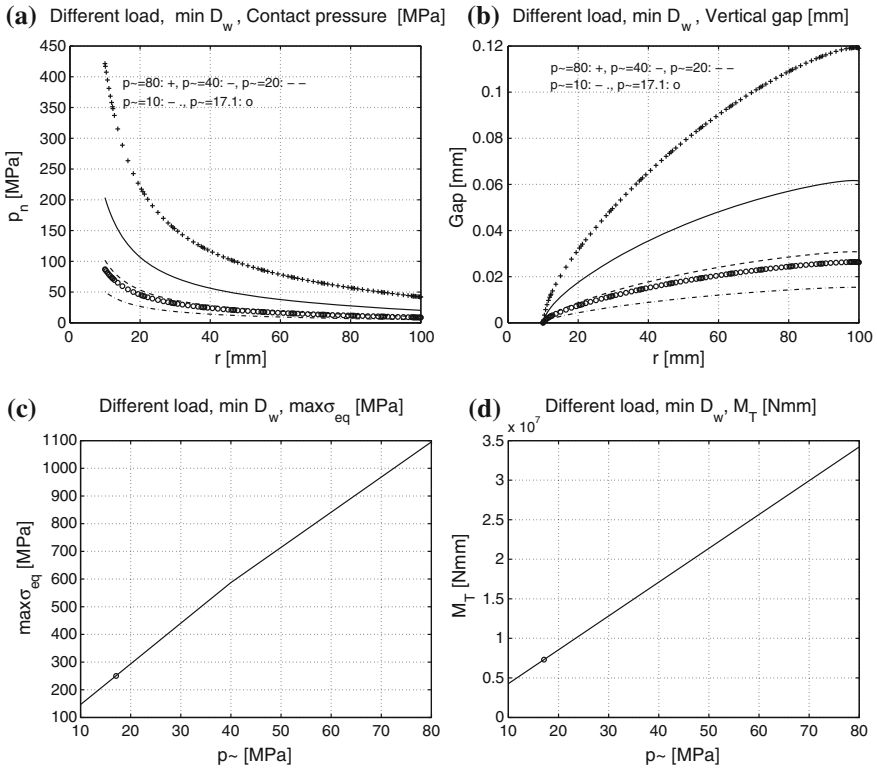 (a) Different load, min D_w , Contact pressure [MPa]
450
400
350
300
250
200
150
100
50
0
p_n [MPa]
p~=80: +, p~=40: –, p~=20: – –
p~=10: – ., p~=17.1: o
20 40 60 80 100
r [mm]
(b) Different load, min D_w , Vertical gap [mm]
0.12
0.1
0.08
0.06
0.04
0.02
0
Gap [mm]
p~=80: +, p~=40: –, p~=20: – –
p~=10: – ., p~=17.1: o
0 20 40 60 80 100
r [mm]
(c) Different load, min D_w, maxσ_eq [MPa]
1100
1000
900
800
700
600
500
400
300
200
100
maxσ_eq [MPa]
10 20 30 40 50 60 70 80
p~ [MPa]
(d) Different load, min D_w, M_T [Nmm]
x 10^7
3.5
3
2.5
2
1.5
1
0.5
0
M_T [Nmm]
10 20 30 40 50 60 70 80
p~ [MPa]